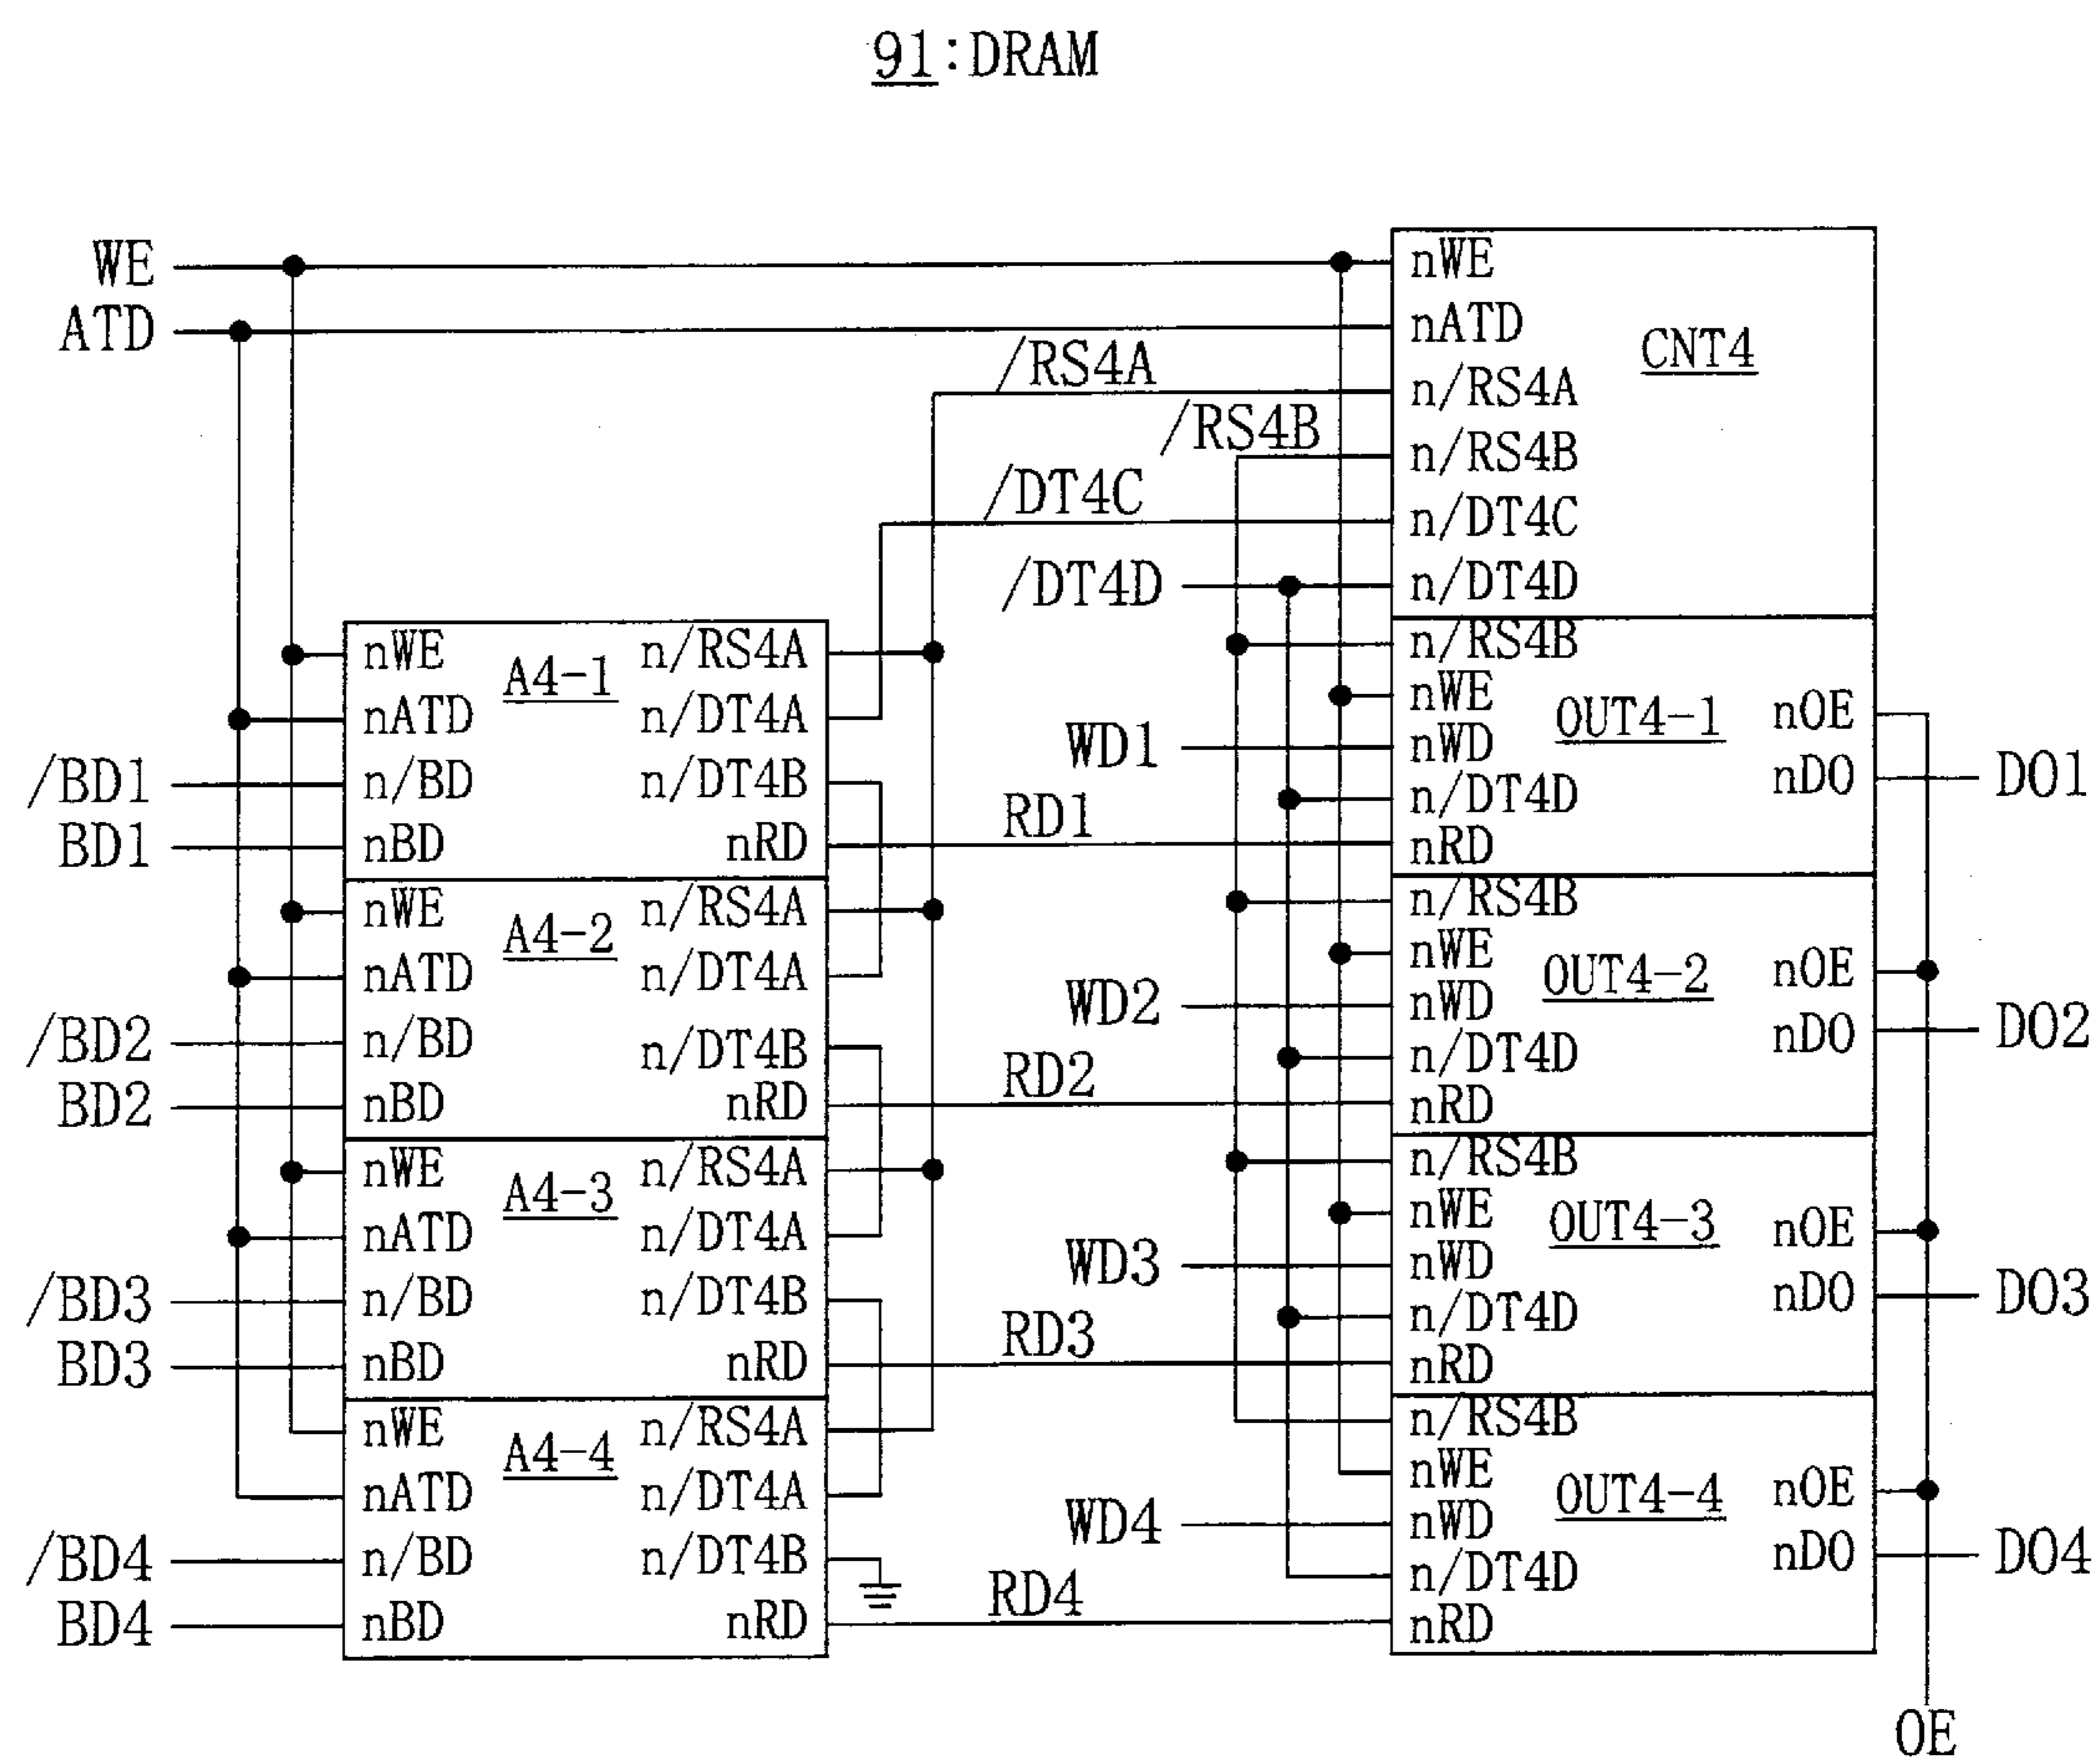 91:DRAM
WE
ATD
/RS4A
/RS4B
/DT4C
/DT4D
nWE
nATD
n/RS4A
n/RS4B
n/DT4C
n/DT4D
CNT4
/BD1
BD1
nWE
nATD
n/BD
nBD
A4-1
n/RS4A
n/DT4A
n/DT4B
nRD
WD1
RD1
n/RS4B
nWE
nWD
n/DT4D
nRD
OUT4-1
nOE
nDO
DO1
/BD2
BD2
nWE
nATD
n/BD
nBD
A4-2
n/RS4A
n/DT4A
n/DT4B
nRD
WD2
RD2
n/RS4B
nWE
nWD
n/DT4D
nRD
OUT4-2
nOE
nDO
DO2
/BD3
BD3
nWE
nATD
n/BD
nBD
A4-3
n/RS4A
n/DT4A
n/DT4B
nRD
WD3
RD3
n/RS4B
nWE
nWD
n/DT4D
nRD
OUT4-3
nOE
nDO
DO3
/BD4
BD4
nWE
nATD
n/BD
nBD
A4-4
n/RS4A
n/DT4A
n/DT4B
nRD
WD4
RD4
n/RS4B
nWE
nWD
n/DT4D
nRD
OUT4-4
nOE
nDO
DO4
OE